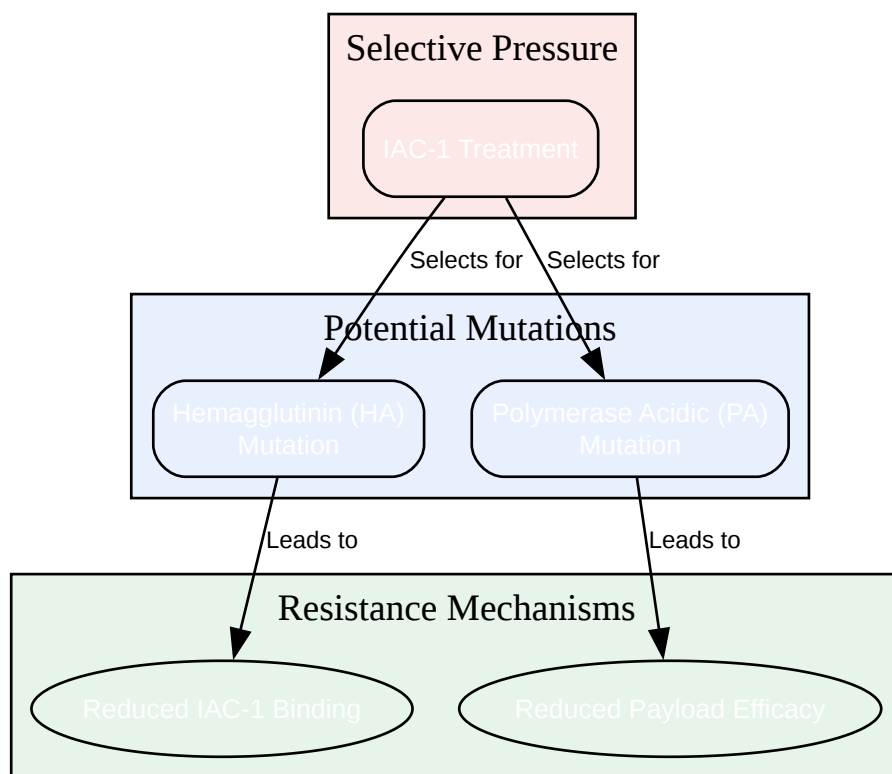 Selective Pressure
IAC-1 Treatment
Selects for
Selects for
Potential Mutations
Hemagglutinin (HA)
Mutation
Polymerase Acidic (PA)
Mutation
Leads to
Leads to
Resistance Mechanisms
Reduced IAC-1 Binding
Reduced Payload Efficacy